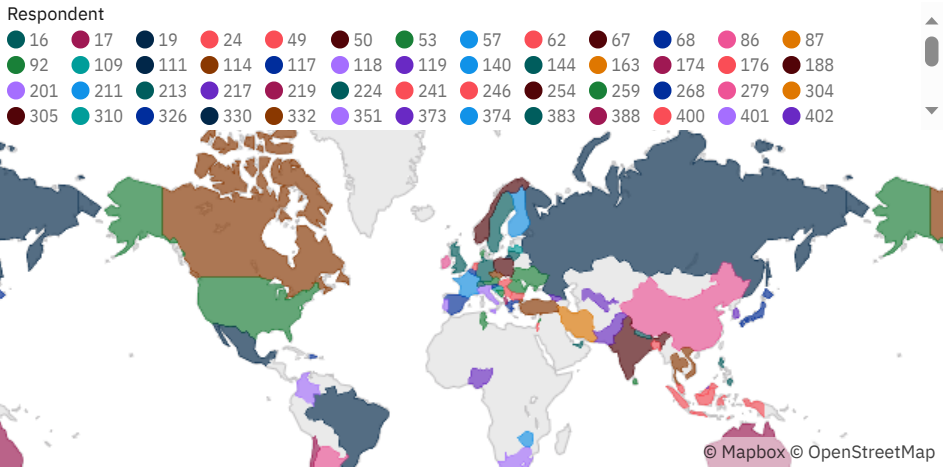 Respondent
16 17 19 24 49 50 53 57 62 67 68 86 87
92 109 111 114 117 118 119 140 144 163 174 176 188
201 211 213 217 219 224 241 246 254 259 268 279 304
305 310 326 330 332 351 373 374 383 388 400 401 402
© Mapbox © OpenStreetMap